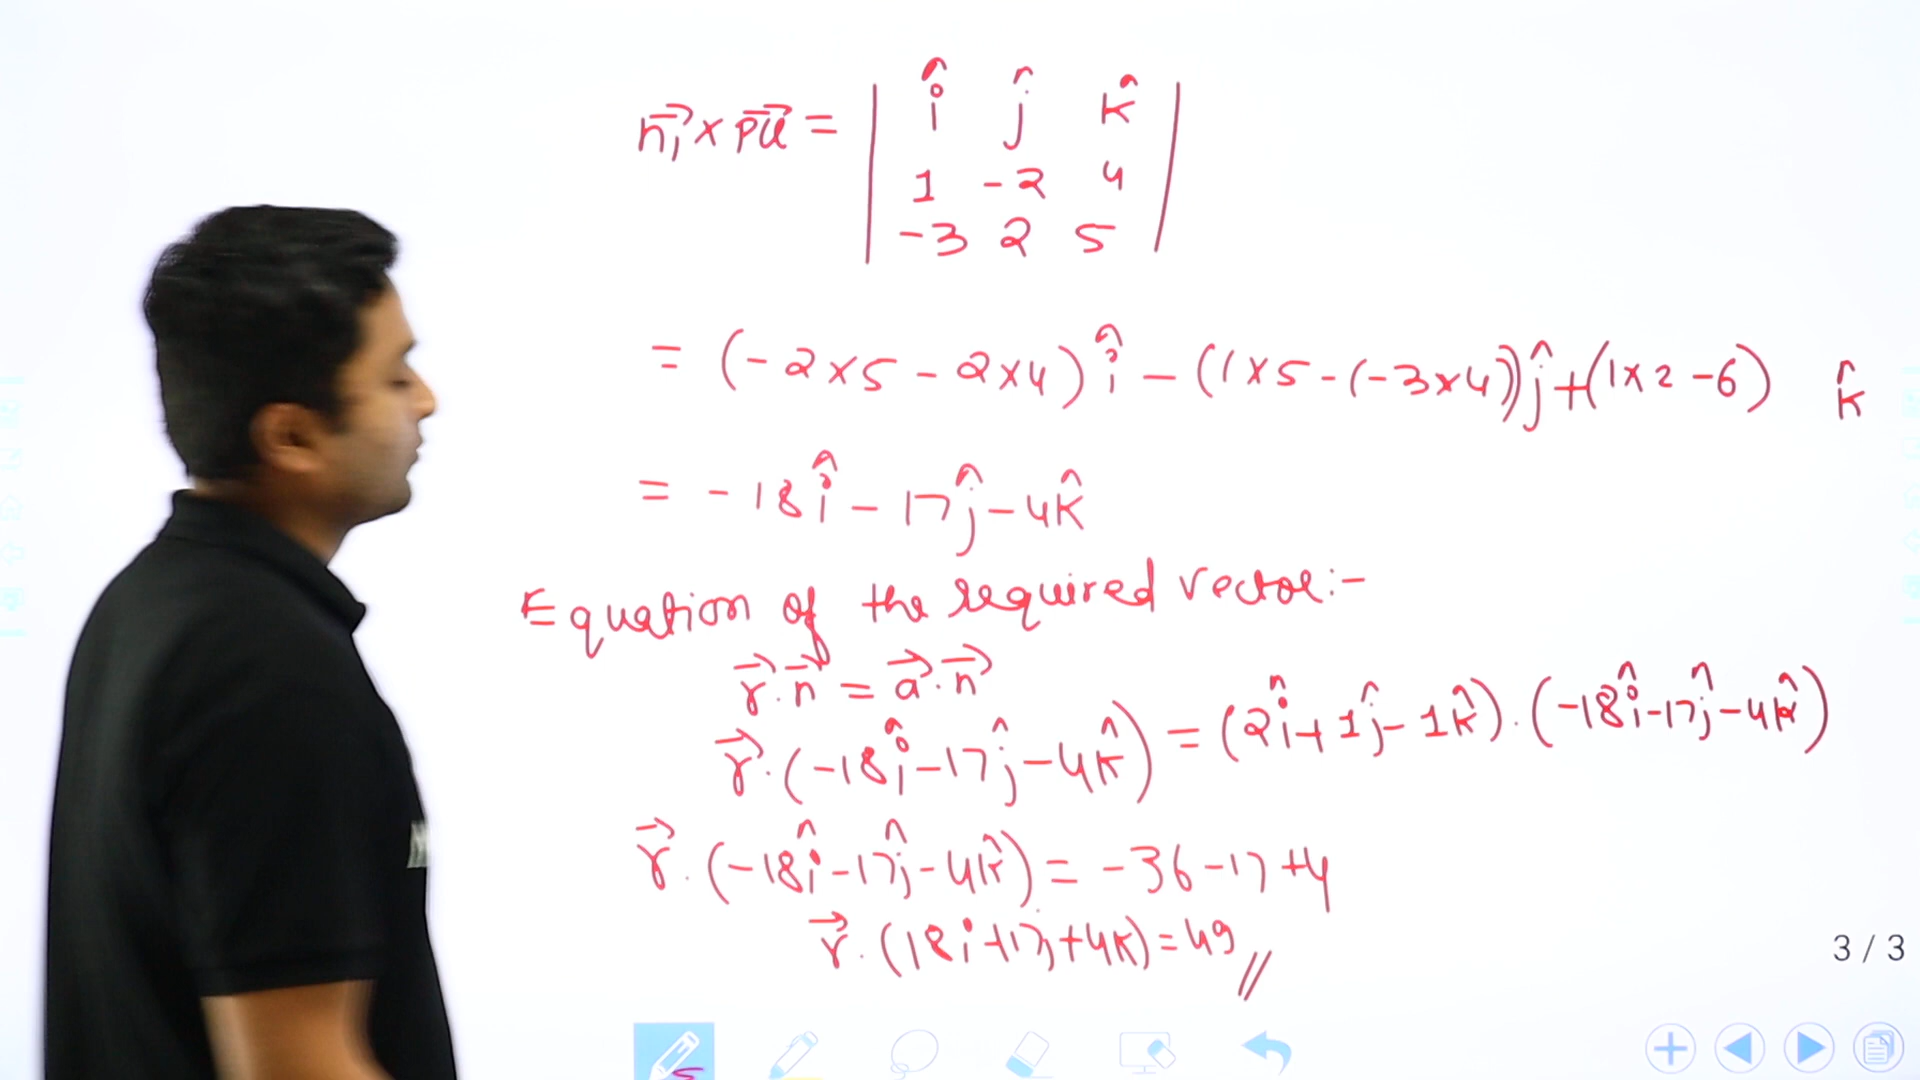 n₁⃗ × PQ⃗ = | î ĵ k̂ |
1 -2 4
-3 2 5
= (-2×5 - 2×4) î - (1×5 - (-3×4)) ĵ + (1×2 - 6) k̂
= -18î - 17ĵ - 4k̂
Equation of the required vector:-
r⃗.n⃗ = a⃗.n⃗
r⃗.(-18î - 17ĵ - 4k̂) = (2î + 1ĵ - 1k̂).(-18î - 17ĵ - 4k̂)
r⃗.(-18î - 17ĵ - 4k̂) = -36 - 17 + 4
r⃗.(18i + 17j + 4k) = 49 //
3 / 3